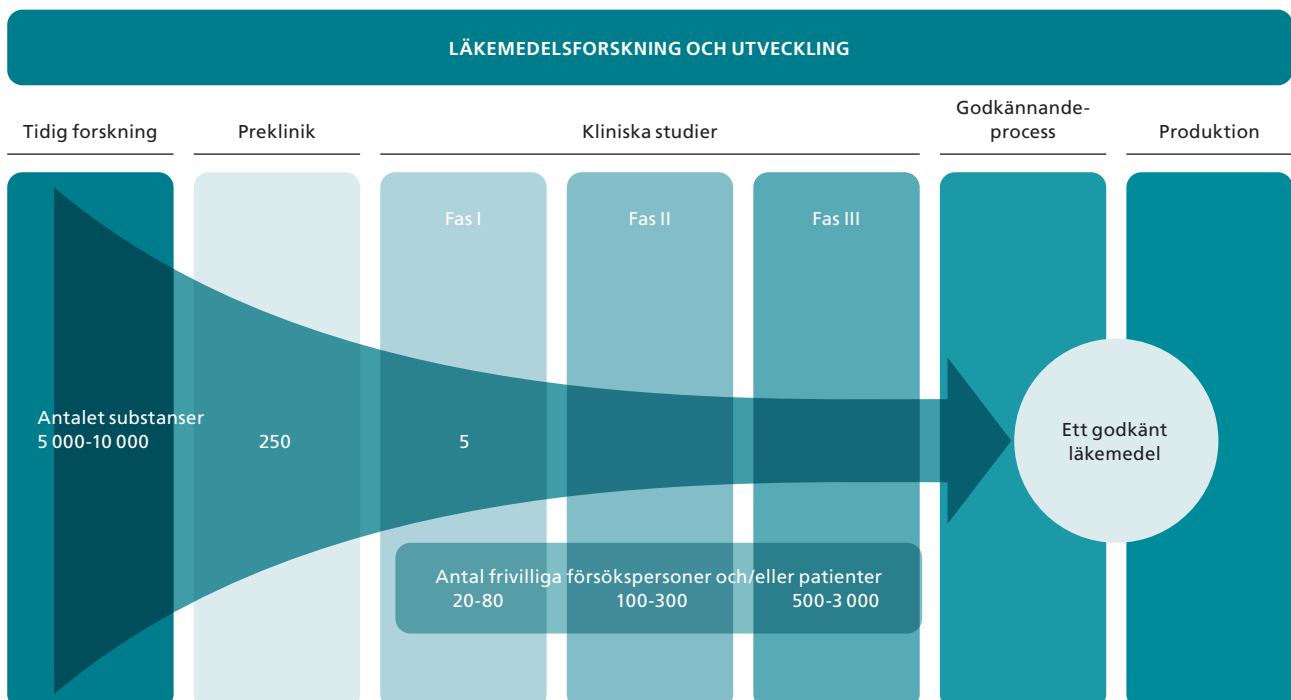 LÄKEMEDELSFORSKNING OCH UTVECKLING
Tidig forskning
Preklinik
Kliniska studier
Godkännande-
process
Produktion
Fas I
Fas II
Fas III
Antalet substanser
5 000-10 000
250
5
Ett godkänt
läkemedel
Antal frivilliga försökspersoner och/eller patienter
20-80
100-300
500-3 000